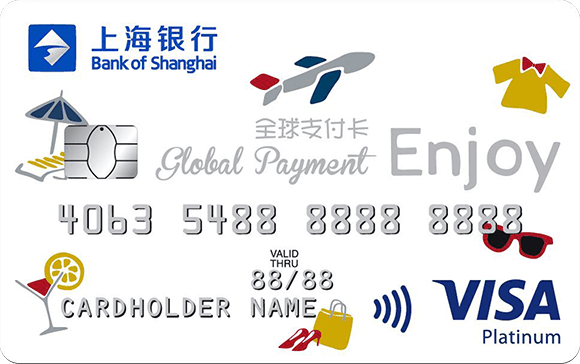 上海银行
Bank of Shanghai
全球支付卡
Global Payment
Enjoy
4063 5488 8888 8888
VALID
THRU
88/88
CARDHOLDER NAME
VISA
Platinum